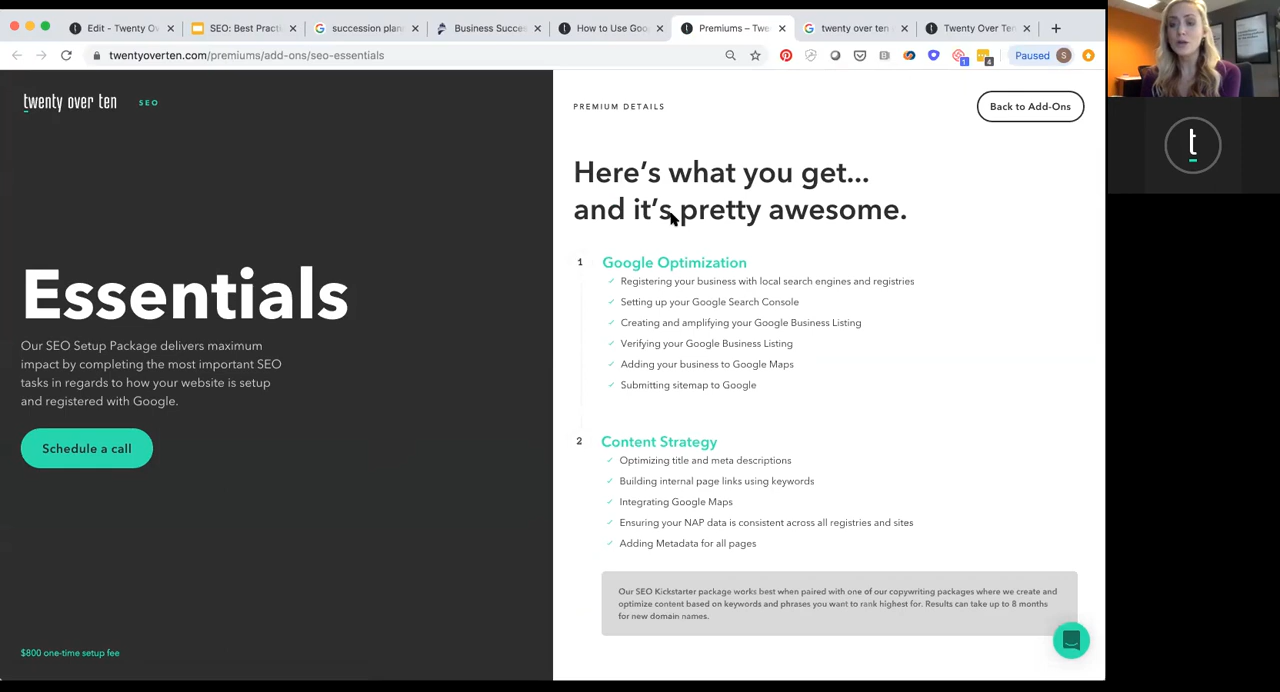 Edit - Twenty Ov
SEO: Best Practi
succession plan
Business Succes
How to Use Goo
Premiums – Twe
twenty over ten
Twenty Over Ten
twentyoverten.com/premiums/add-ons/seo-essentials
1
4
Paused
S
twenty over ten
SEO
PREMIUM DETAILS
Back to Add-Ons
Here's what you get...
and it's pretty awesome.
1
Google Optimization
Registering your business with local search engines and registries
Setting up your Google Search Console
Creating and amplifying your Google Business Listing
Verifying your Google Business Listing
Adding your business to Google Maps
Submitting sitemap to Google
Essentials
Our SEO Setup Package delivers maximum
impact by completing the most important SEO
tasks in regards to how your website is setup
and registered with Google.
Schedule a call
2
Content Strategy
Optimizing title and meta descriptions
Building internal page links using keywords
Integrating Google Maps
Ensuring your NAP data is consistent across all registries and sites
Adding Metadata for all pages
Our SEO Kickstarter package works best when paired with one of our copywriting packages where we create and
optimize content based on keywords and phrases you want to rank highest for. Results can take up to 8 months
for new domain names.
$800 one-time setup fee
t